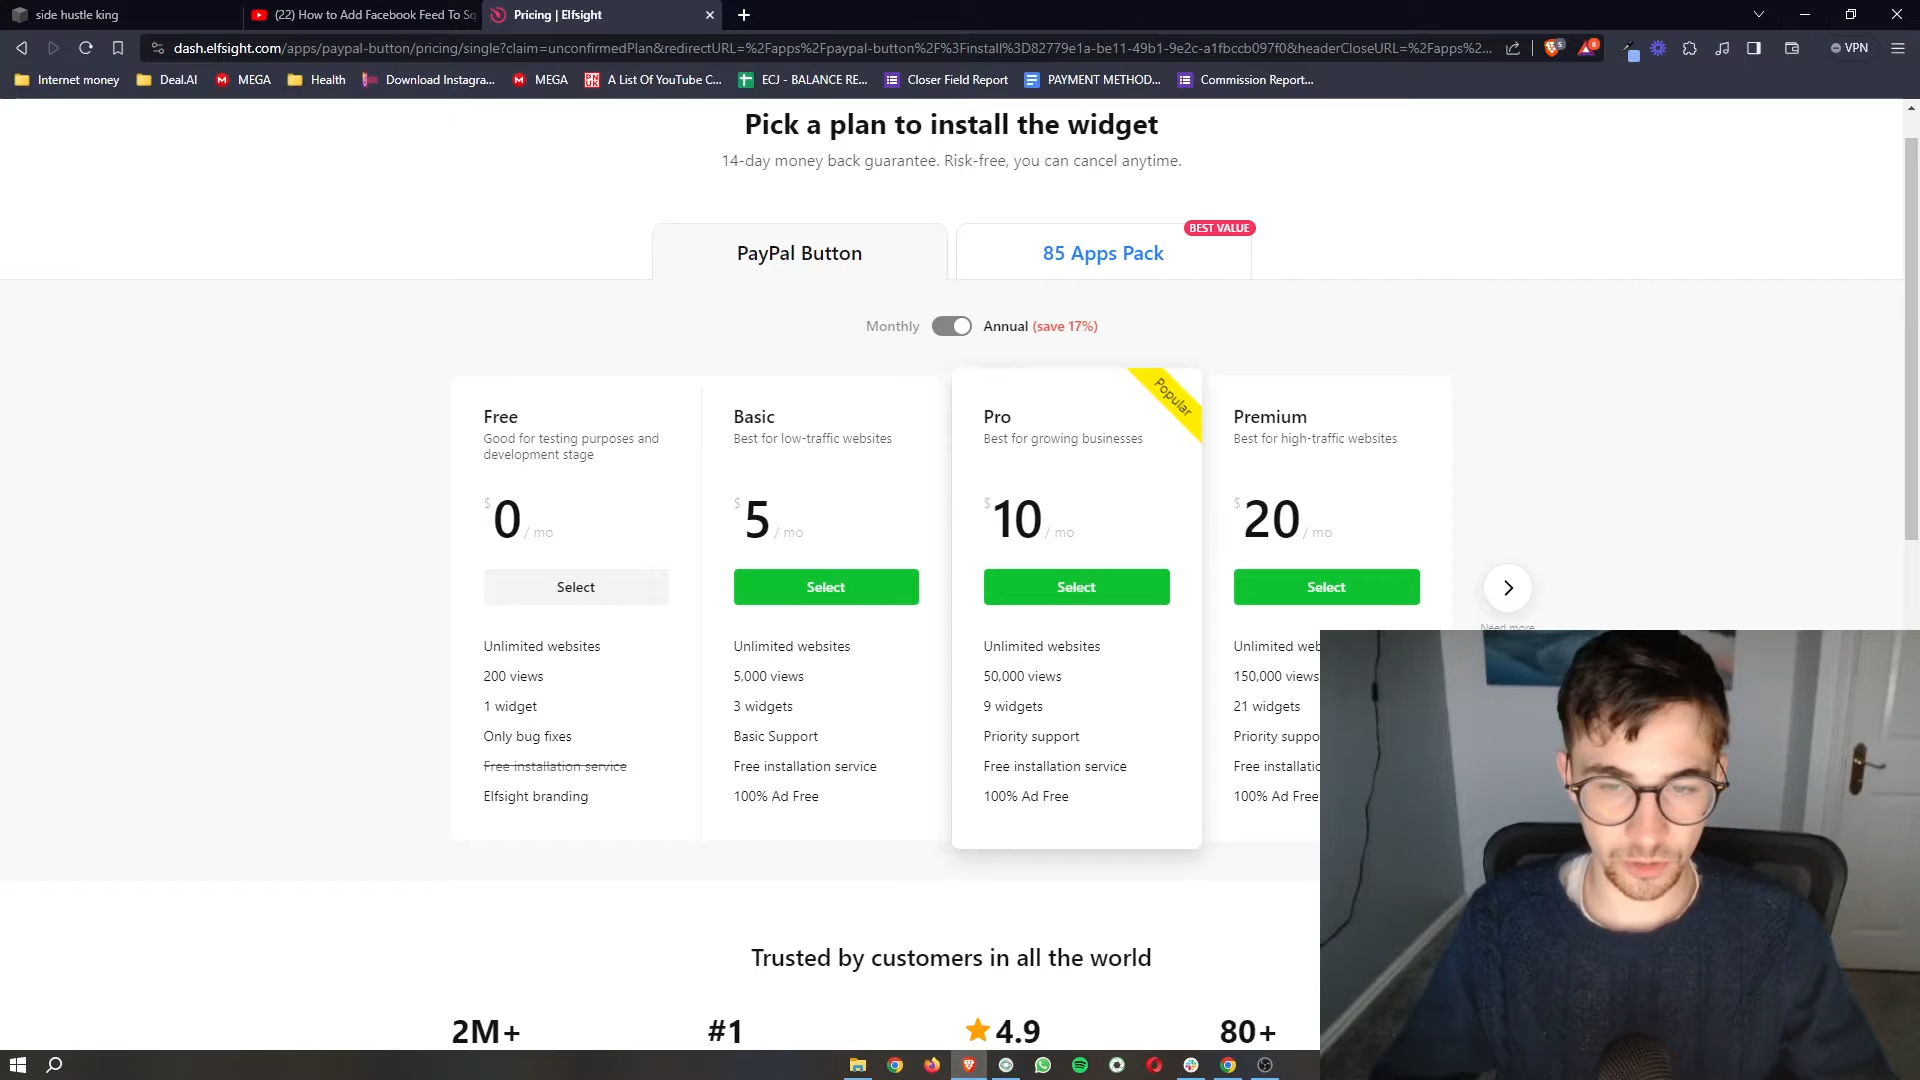 side hustle king
(22) How to Add Facebook Feed To Sq
Pricing | Elfsight
dash.elfsight.com/apps/paypal-button/pricing/single?claim=unconfirmedPlan&redirectURL=%2Fapps%2Fpaypal-button%2F%3Finstall%3D82779e1a-be11-49b1-9e2c-a1fbccb097f0&headerCloseURL=%2Fapps%2...
VPN
Internet money
Deal.AI
MEGA
Health
Download Instagra...
MEGA
A List Of YouTube C...
ECJ - BALANCE RE...
Closer Field Report
PAYMENT METHOD...
Commission Report...
Pick a plan to install the widget
14-day money back guarantee. Risk-free, you can cancel anytime.
BEST VALUE
PayPal Button
85 Apps Pack
Monthly
Annual (save 17%)
Popular
Free
Good for testing purposes and
development stage
$0 / mo
Select
Unlimited websites
200 views
1 widget
Only bug fixes
Free installation service
Elfsight branding
Basic
Best for low-traffic websites
$5 / mo
Select
Unlimited websites
5,000 views
3 widgets
Basic Support
Free installation service
100% Ad Free
Pro
Best for growing businesses
$10 / mo
Select
Unlimited websites
50,000 views
9 widgets
Priority support
Free installation service
100% Ad Free
Premium
Best for high-traffic websites
$20 / mo
Select
Unlimited web
150,000 views
21 widgets
Priority suppo
Free installatic
100% Ad Free
Need more
Trusted by customers in all the world
2M+
#1
4.9
80+